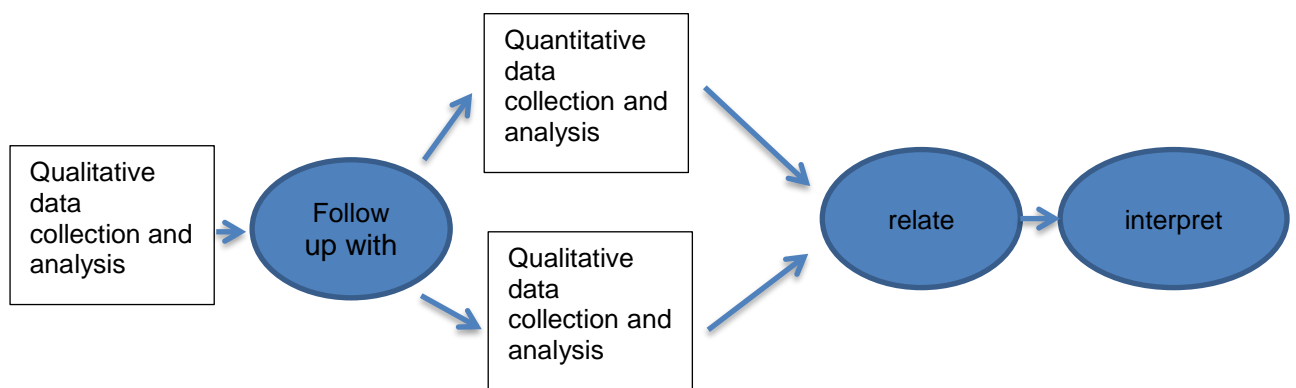 Qualitative
data
collection and
analysis
Follow
up with
Quantitative
data
collection and
analysis
Qualitative
data
collection and
analysis
relate
interpret